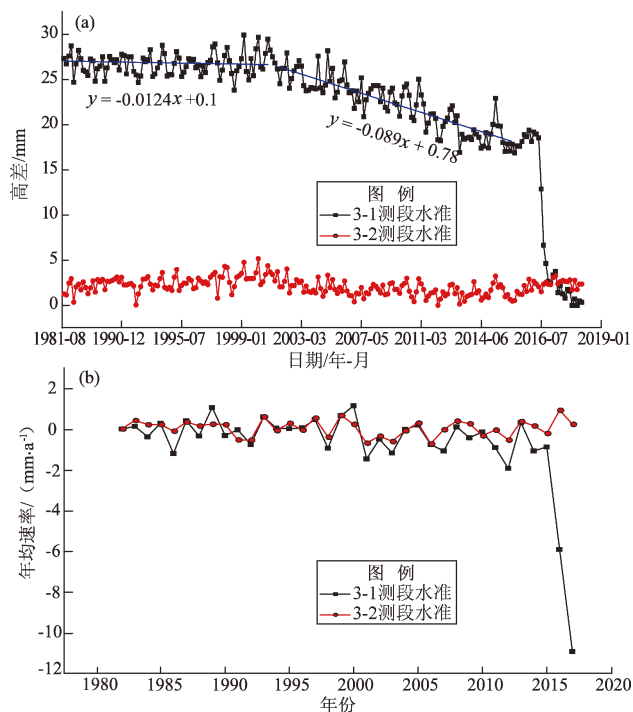 (a)
高差/mm
30
25
20
15
10
5
0
y = -0.0124x +0.1
y = -0.089x + 0.78
图 例
3-1测段水准
3-2测段水准
1981-08 1990-12 1995-07 1999-01 2003-03 2007-05 2011-03 2014-06 2016-07 2019-01
日期/年-月
(b)
年均速率/（mm·a⁻¹）
2
0
-2
-4
-6
-8
-10
-12
图 例
3-1测段水准
3-2测段水准
1980 1985 1990 1995 2000 2005 2010 2015 2020
年份